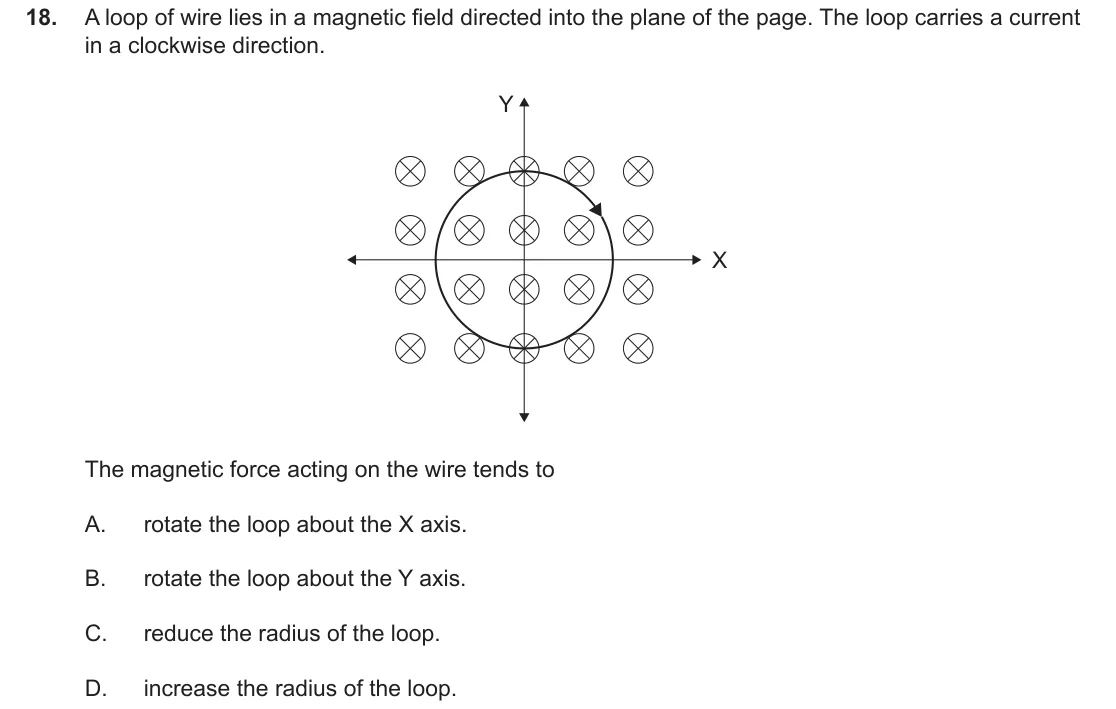 18. A loop of wire lies in a magnetic field directed into the plane of the page. The loop carries a current
in a clockwise direction.
Y
X
The magnetic force acting on the wire tends to
A. rotate the loop about the X axis.
B. rotate the loop about the Y axis.
C. reduce the radius of the loop.
D. increase the radius of the loop.